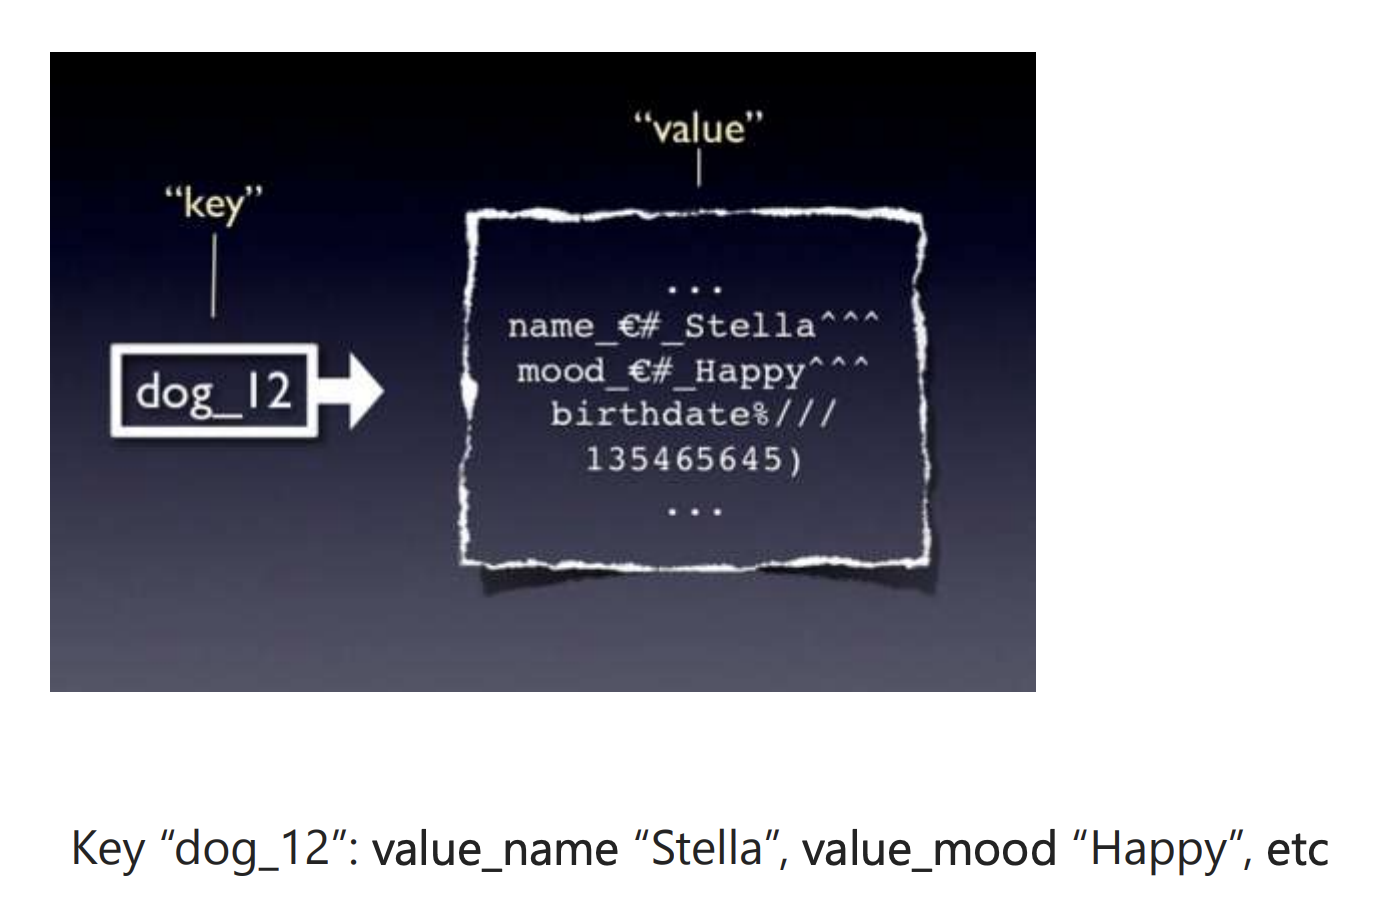 “value”
“key”
dog_12
...
name_€#_Stella^^^
mood_€#_Happy^^^
birthdate%///
135465645)
...
Key “dog_12”: value_name “Stella”, value_mood “Happy”, etc